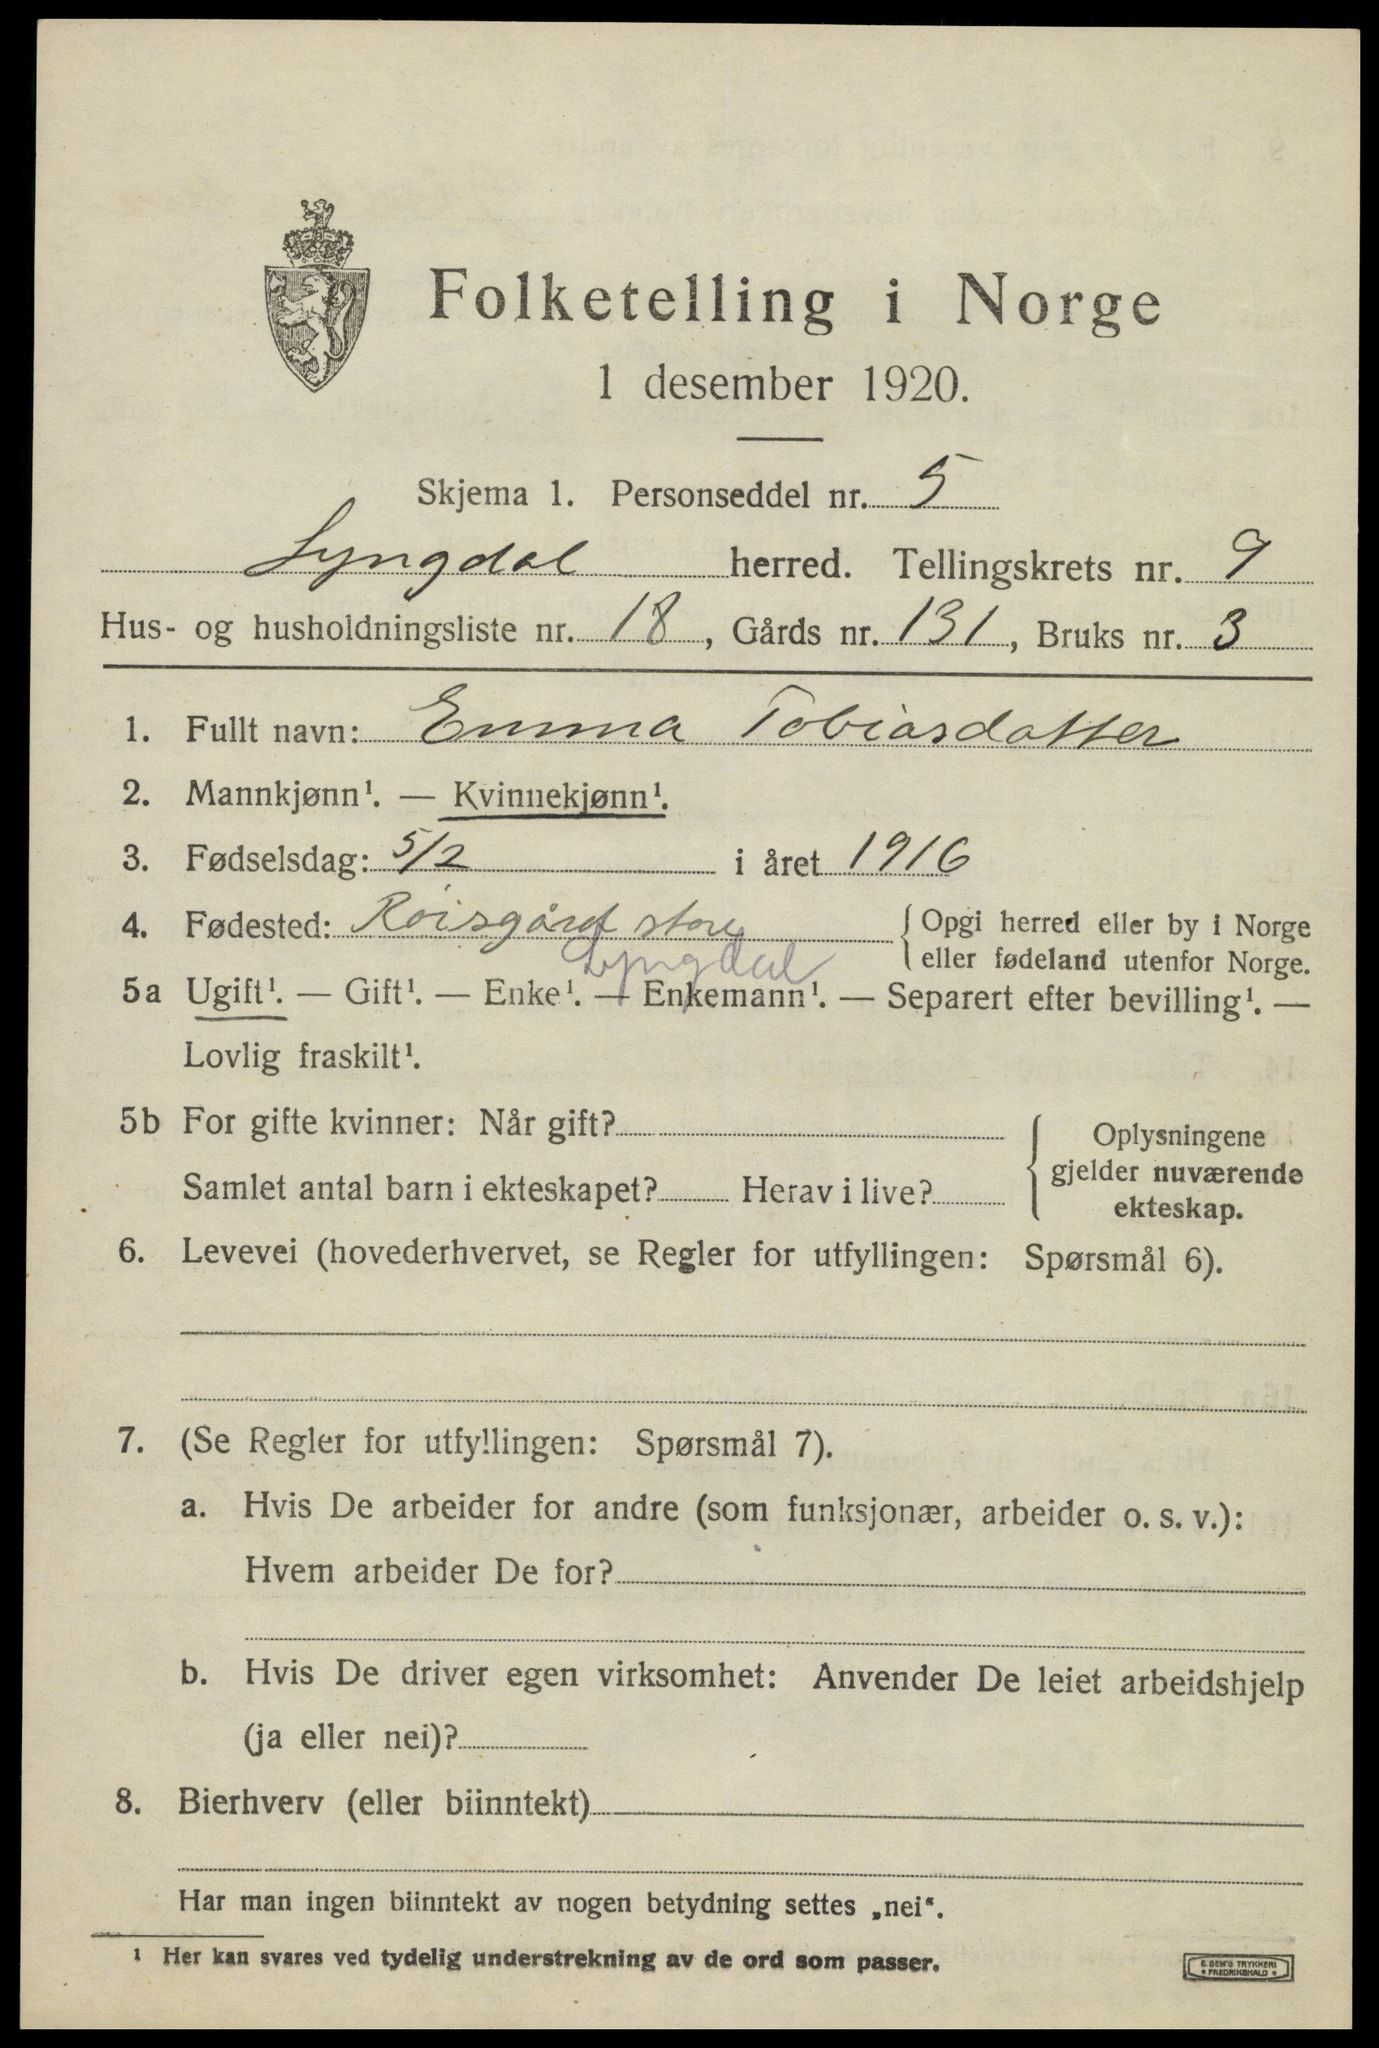 Folketelling i Norge
1 desember 1920.
Skjema 1. Personseddel nr. 5
Lyngdal herred. Tellingskrets nr. 9
Hus- og husholdningsliste nr. 18, Gårds nr. 131, Bruks nr. 3
1. Fullt navn: Emma Tobiasdatter
2. Mannkjønn¹. — Kvinnekjønn¹.
3. Fødselsdag: 5/2 i året 1916
4. Fødested: Roisgård store { Opgi herred eller by i Norge
Lyngdal eller fødeland utenfor Norge.
5a Ugift¹. — Gift¹. — Enke¹. — Enkemann¹. — Separert efter bevilling¹. —
Lovlig fraskilt¹.
5b For gifte kvinner: Når gift? { Oplysningene
gjelder nuværende
Samlet antal barn i ekteskapet? Herav i live?
ekteskap.
6. Levevei (hovederhvervet, se Regler for utfyllingen: Spørsmål 6).
7. (Se Regler for utfyllingen: Spørsmål 7).
a. Hvis De arbeider for andre (som funksjonær, arbeider o. s. v.):
Hvem arbeider De for?
b. Hvis De driver egen virksomhet: Anvender De leiet arbeidshjelp
(ja eller nei)?
8. Bierhverv (eller biinntekt)
Har man ingen biinntekt av nogen betydning settes „nei“.
¹ Her kan svares ved tydelig understrekning av de ord som passer.
E. SEM'S TRYKKERI
• FREDRIKSHALD •